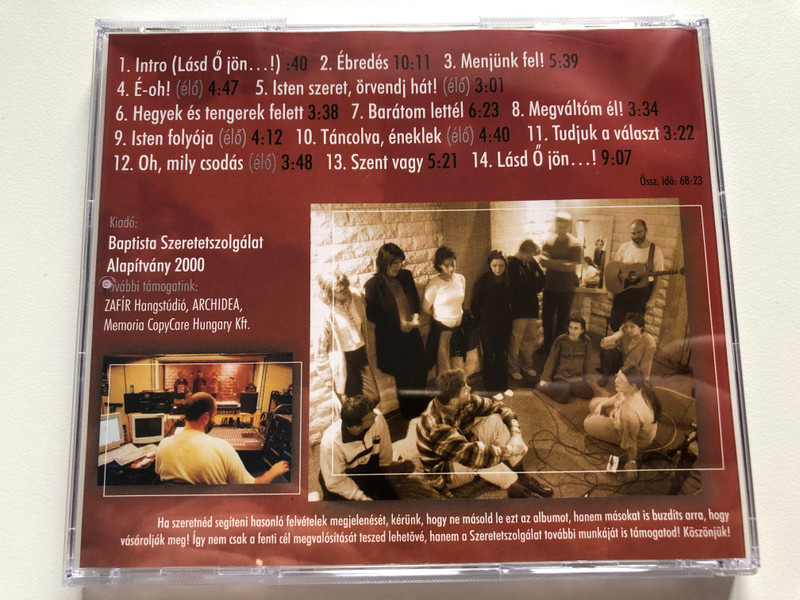 1. Intro (Lásd Ő jön...!) :40 2. Ébredés 10:11 3. Menjünk fel! 5:39
4. É-oh! (élő) 4:47 5. Isten szeret, örvendj hát! (élő) 3:01
6. Hegyek és tengerek felett 3:38 7. Barátom lettél 6:23 8. Megváltóm él! 3:34
9. Isten folyója (élő) 4:12 10. Táncolva, éneklek (élő) 4:40 11. Tudjuk a választ 3:22
12. Oh, mily csodás (élő) 3:48 13. Szent vagy 5:21 14. Lásd Ő jön...! 9:07
Össz. idő: 68:23
Kiadó:
Baptista Szeretetszolgálat
Alapítvány 2000
További támogatink:
ZAFÍR Hangstúdió, ARCHIDEA,
Memoria CopyCare Hungary Kft.
Ha szeretnéd segíteni hasonló felvételek megjelenését, kérünk, hogy ne másold le ezt az albumot, hanem másokat is buzdíts arra, hogy
vásárolják meg! Így nem csak a fenti cél megvalósítását teszed lehetővé, hanem a Szeretetszolgálat további munkáját is támogatod! Köszönjük!